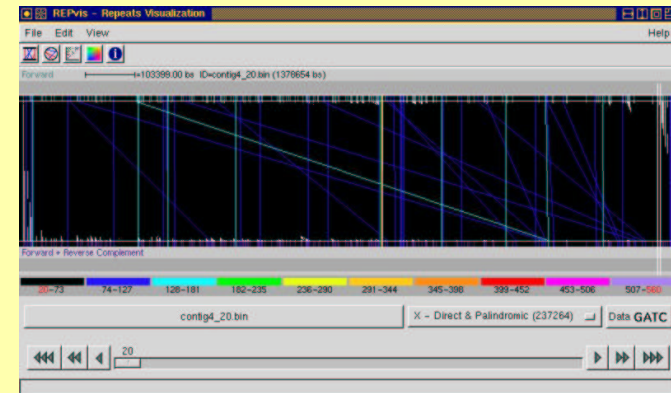 REPvis - Repeats Visualization
File Edit View Help
Forward =103399.00 bs ID=contig4_20.bin (1378654 bs)
Forward + Reverse Complement
20-73 74-127 128-181 182-235 236-290 291-344 345-398 399-452 453-506 507-560
contig4_20.bin X - Direct & Palindromic (237264) Data GATC
20